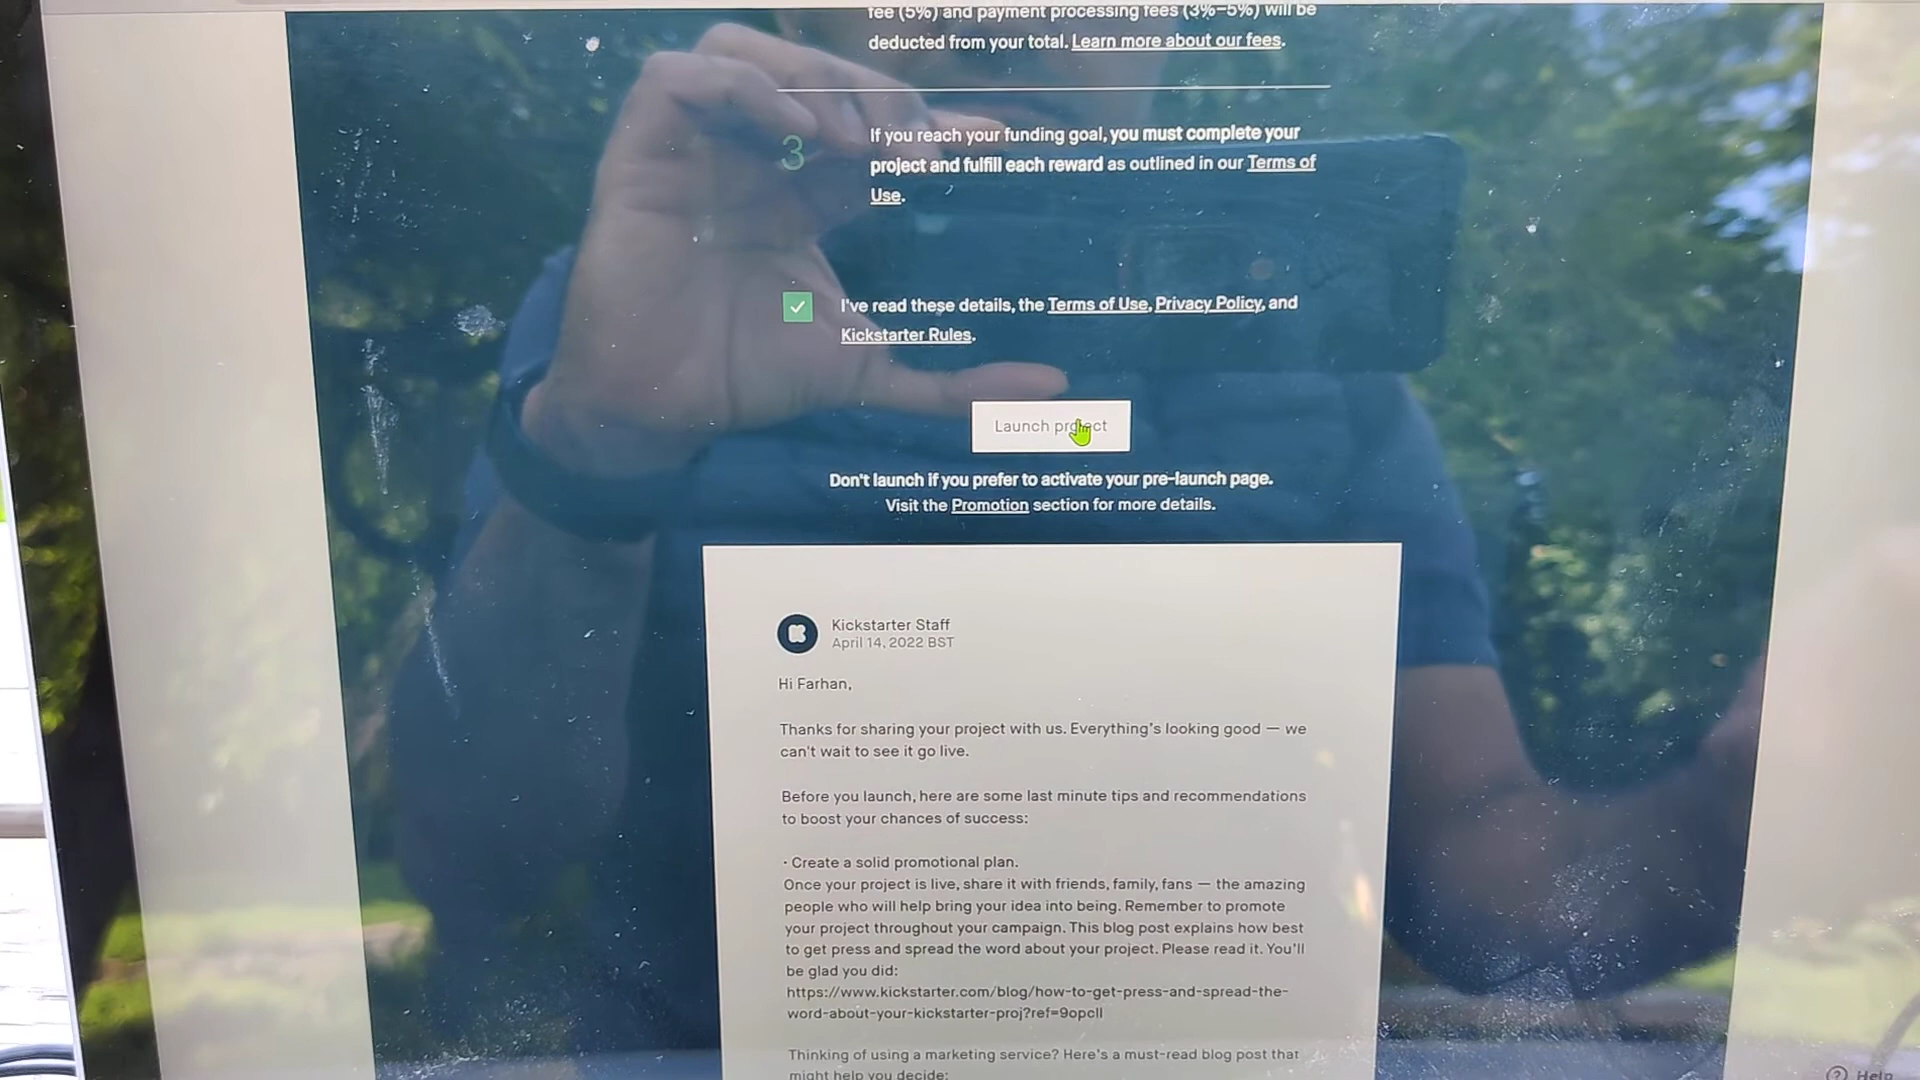 fee (5%) and payment processing fees (3%–5%) will be
deducted from your total. Learn more about our fees.
3
If you reach your funding goal, you must complete your
project and fulfill each reward as outlined in our Terms of
Use.
I've read these details, the Terms of Use, Privacy Policy, and
Kickstarter Rules.
Launch project
Don't launch if you prefer to activate your pre-launch page.
Visit the Promotion section for more details.
Kickstarter Staff
April 14, 2022 BST
Hi Farhan,
Thanks for sharing your project with us. Everything's looking good — we
can't wait to see it go live.
Before you launch, here are some last minute tips and recommendations
to boost your chances of success:
· Create a solid promotional plan.
Once your project is live, share it with friends, family, fans — the amazing
people who will help bring your idea into being. Remember to promote
your project throughout your campaign. This blog post explains how best
to get press and spread the word about your project. Please read it. You'll
be glad you did:
https://www.kickstarter.com/blog/how-to-get-press-and-spread-the-
word-about-your-kickstarter-proj?ref=9opcll
Thinking of using a marketing service? Here's a must-read blog post that
might help you decide:
Help